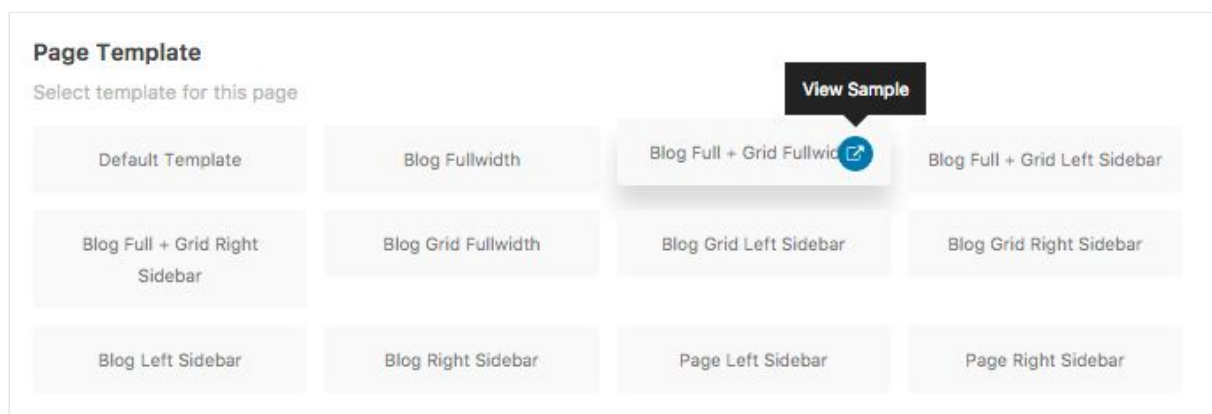 Page Template
Select template for this page
View Sample
Default Template
Blog Fullwidth
Blog Full + Grid Fullwid
Blog Full + Grid Left Sidebar
Blog Full + Grid Right
Sidebar
Blog Grid Fullwidth
Blog Grid Left Sidebar
Blog Grid Right Sidebar
Blog Left Sidebar
Blog Right Sidebar
Page Left Sidebar
Page Right Sidebar